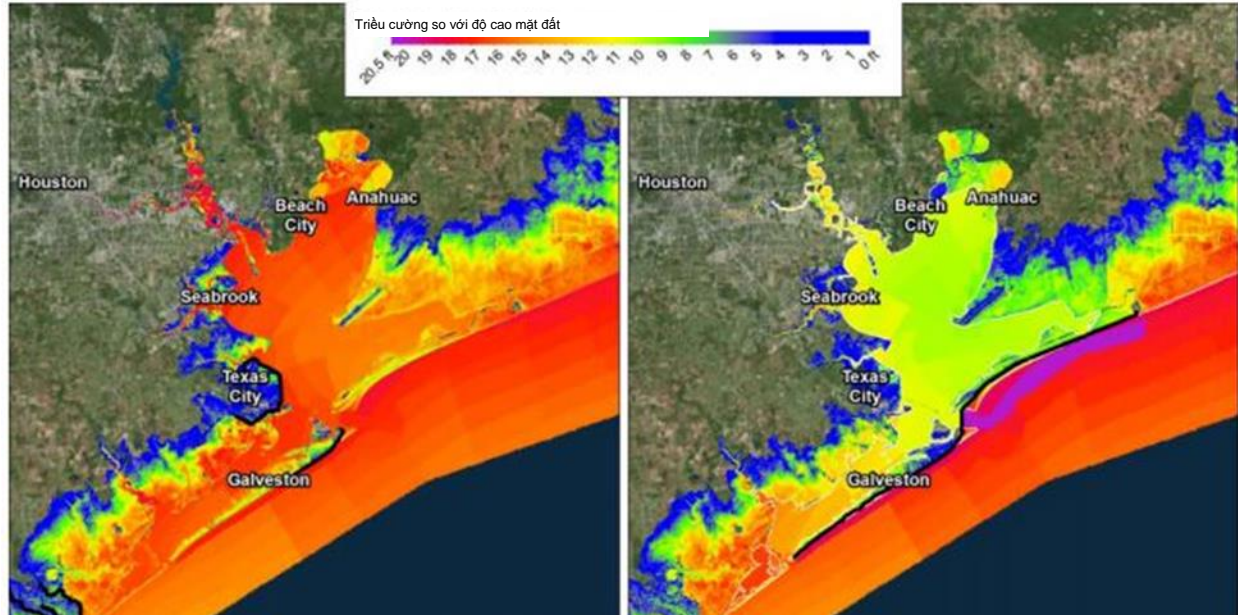 Triều cường so với độ cao mặt đất
20.5 ft 20 19 18 17 16 15 14 13 12 11 10 9 8 7 6 5 4 3 2 1 0 ft
Houston
Beach
City
Anahuac
Seabrook
Texas
City
Galveston
Houston
Beach
City
Anahuac
Seabrook
Texas
City
Galveston